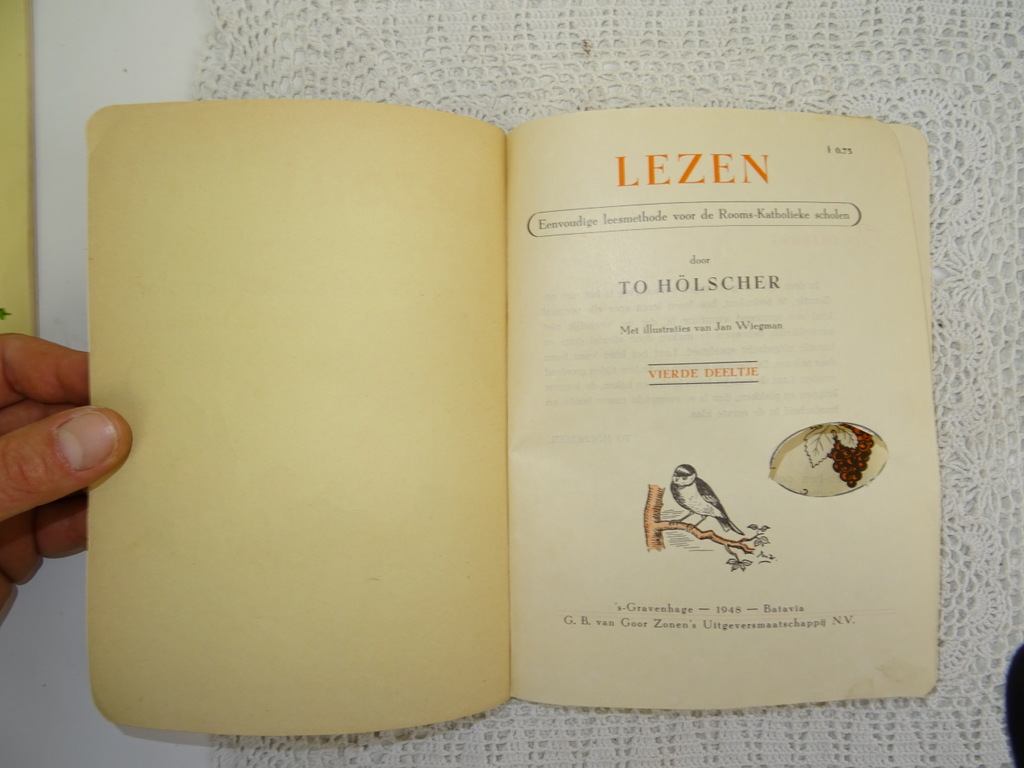 f 0.75
LEZEN
Eenvoudige leesmethode voor de Rooms-Katholieke scholen
door
TO HÖLSCHER
Met illustraties van Jan Wiegman
VIERDE DEELTJE
's-Gravenhage — 1948 — Batavia
G. B. van Goor Zonen's Uitgeversmaatschappij N.V.